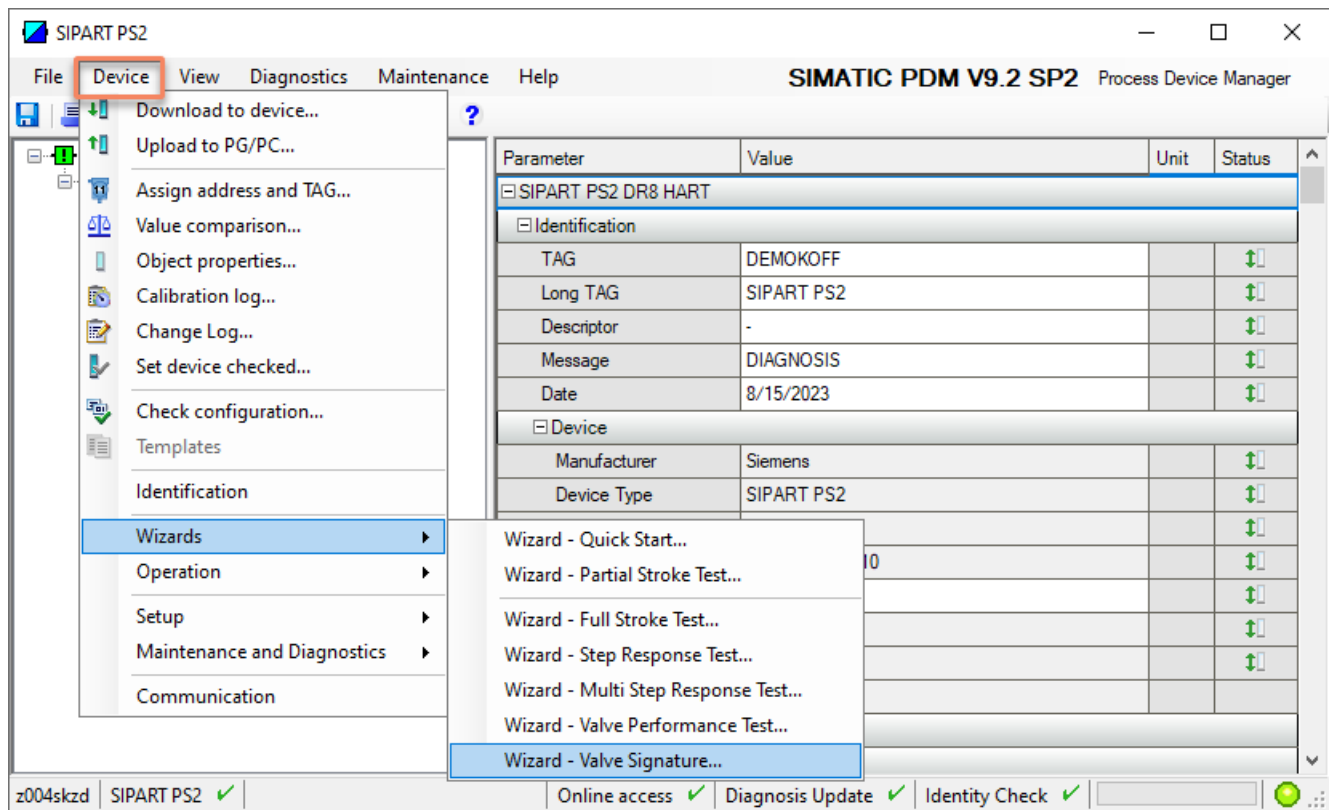 SIPART PS2
File Device View Diagnostics Maintenance Help SIMATIC PDM V9.2 SP2 Process Device Manager
Download to device...
Upload to PG/PC...
Assign address and TAG...
Value comparison...
Object properties...
Calibration log...
Change Log...
Set device checked...
Check configuration...
Templates
Identification
Wizards
Operation
Setup
Maintenance and Diagnostics
Communication
Wizard - Quick Start...
Wizard - Partial Stroke Test...
Wizard - Full Stroke Test...
Wizard - Step Response Test...
Wizard - Multi Step Response Test...
Wizard - Valve Performance Test...
Wizard - Valve Signature...
Parameter Value Unit Status
SIPART PS2 DR8 HART
Identification
TAG DEMOKOFF
Long TAG SIPART PS2
Descriptor -
Message DIAGNOSIS
Date 8/15/2023
Device
Manufacturer Siemens
Device Type SIPART PS2
z004skzd SIPART PS2 Online access Diagnosis Update Identity Check